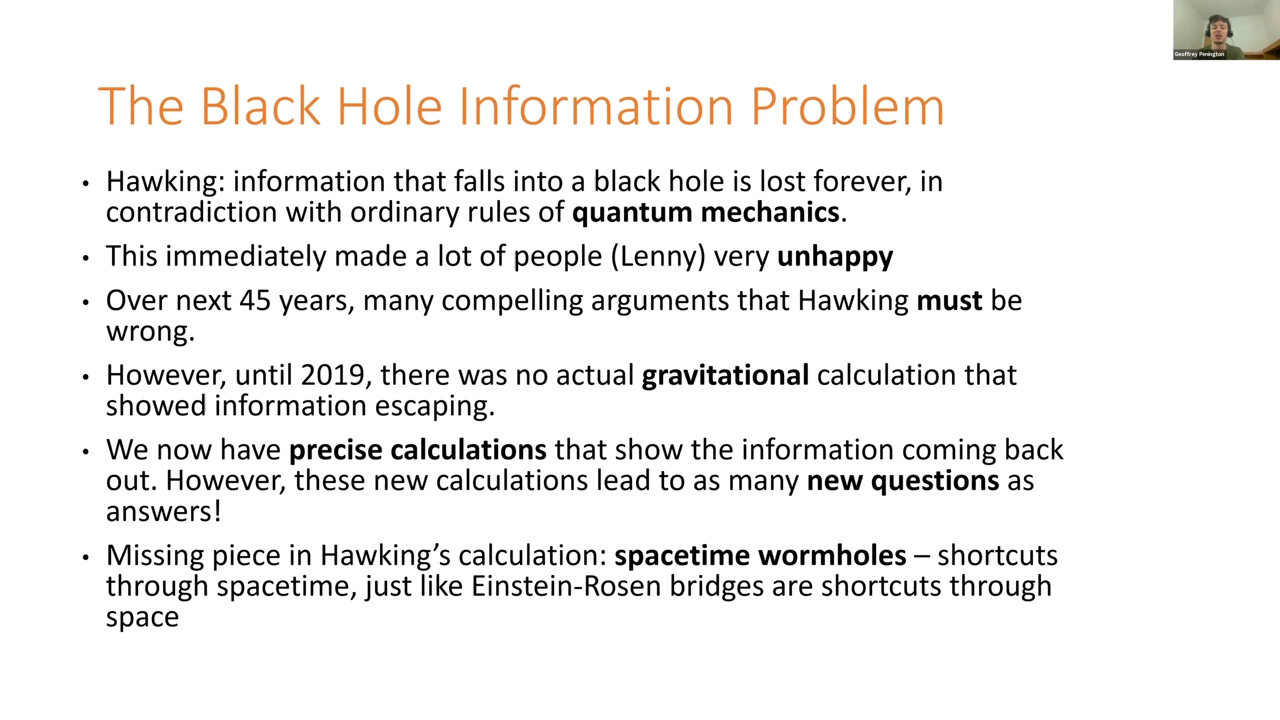 Geoffrey Penington
The Black Hole Information Problem
• Hawking: information that falls into a black hole is lost forever, in
contradiction with ordinary rules of quantum mechanics.
• This immediately made a lot of people (Lenny) very unhappy
• Over next 45 years, many compelling arguments that Hawking must be
wrong.
• However, until 2019, there was no actual gravitational calculation that
showed information escaping.
• We now have precise calculations that show the information coming back
out. However, these new calculations lead to as many new questions as
answers!
• Missing piece in Hawking’s calculation: spacetime wormholes – shortcuts
through spacetime, just like Einstein-Rosen bridges are shortcuts through
space